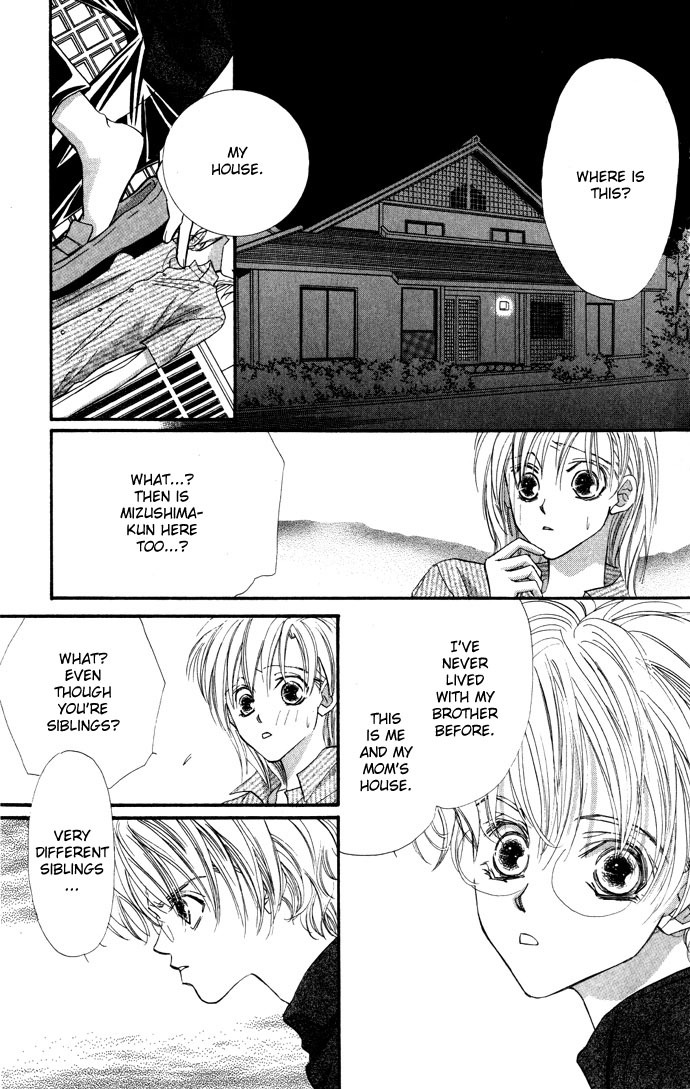 WHERE IS
THIS?
MY
HOUSE.
WHAT...?
THEN IS
MIZUSHIMA-
KUN HERE
TOO...?
I'VE
NEVER
LIVED
WITH MY
BROTHER
BEFORE.
THIS
IS ME
AND MY
MOM'S
HOUSE.
WHAT?
EVEN
THOUGH
YOU'RE
SIBLINGS?
VERY
DIFFERENT
SIBLINGS
...